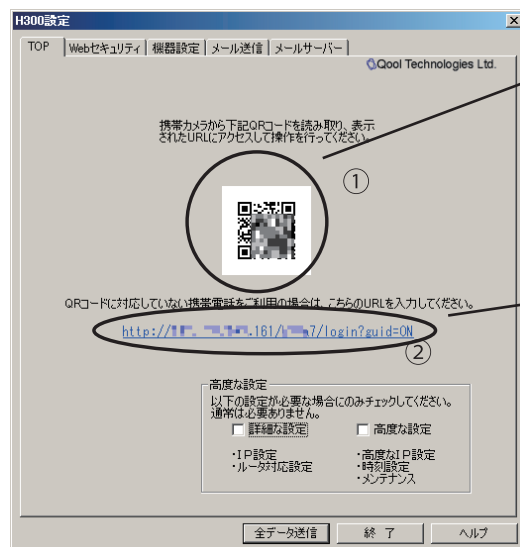 H300設定
TOP Webセキュリティ 機器設定 メール送信 メールサーバー
Qool Technologies Ltd.
携帯カメラから下記QRコードを読み取り、表示
されたURLにアクセスして操作を行ってください。
①
QRコードに対応していない携帯電話をご利用の場合は、こちらのURLを入力してください。
http:// .161/ 7/login?guid=ON
②
高度な設定
以下の設定が必要な場合にのみチェックしてください。
通常は必要ありません。
詳細な設定 高度な設定
・IP設定 ・高度なIP設定
・ルータ対応設定 ・時刻設定
・メンテナンス
全データ送信 終 了 ヘルプ